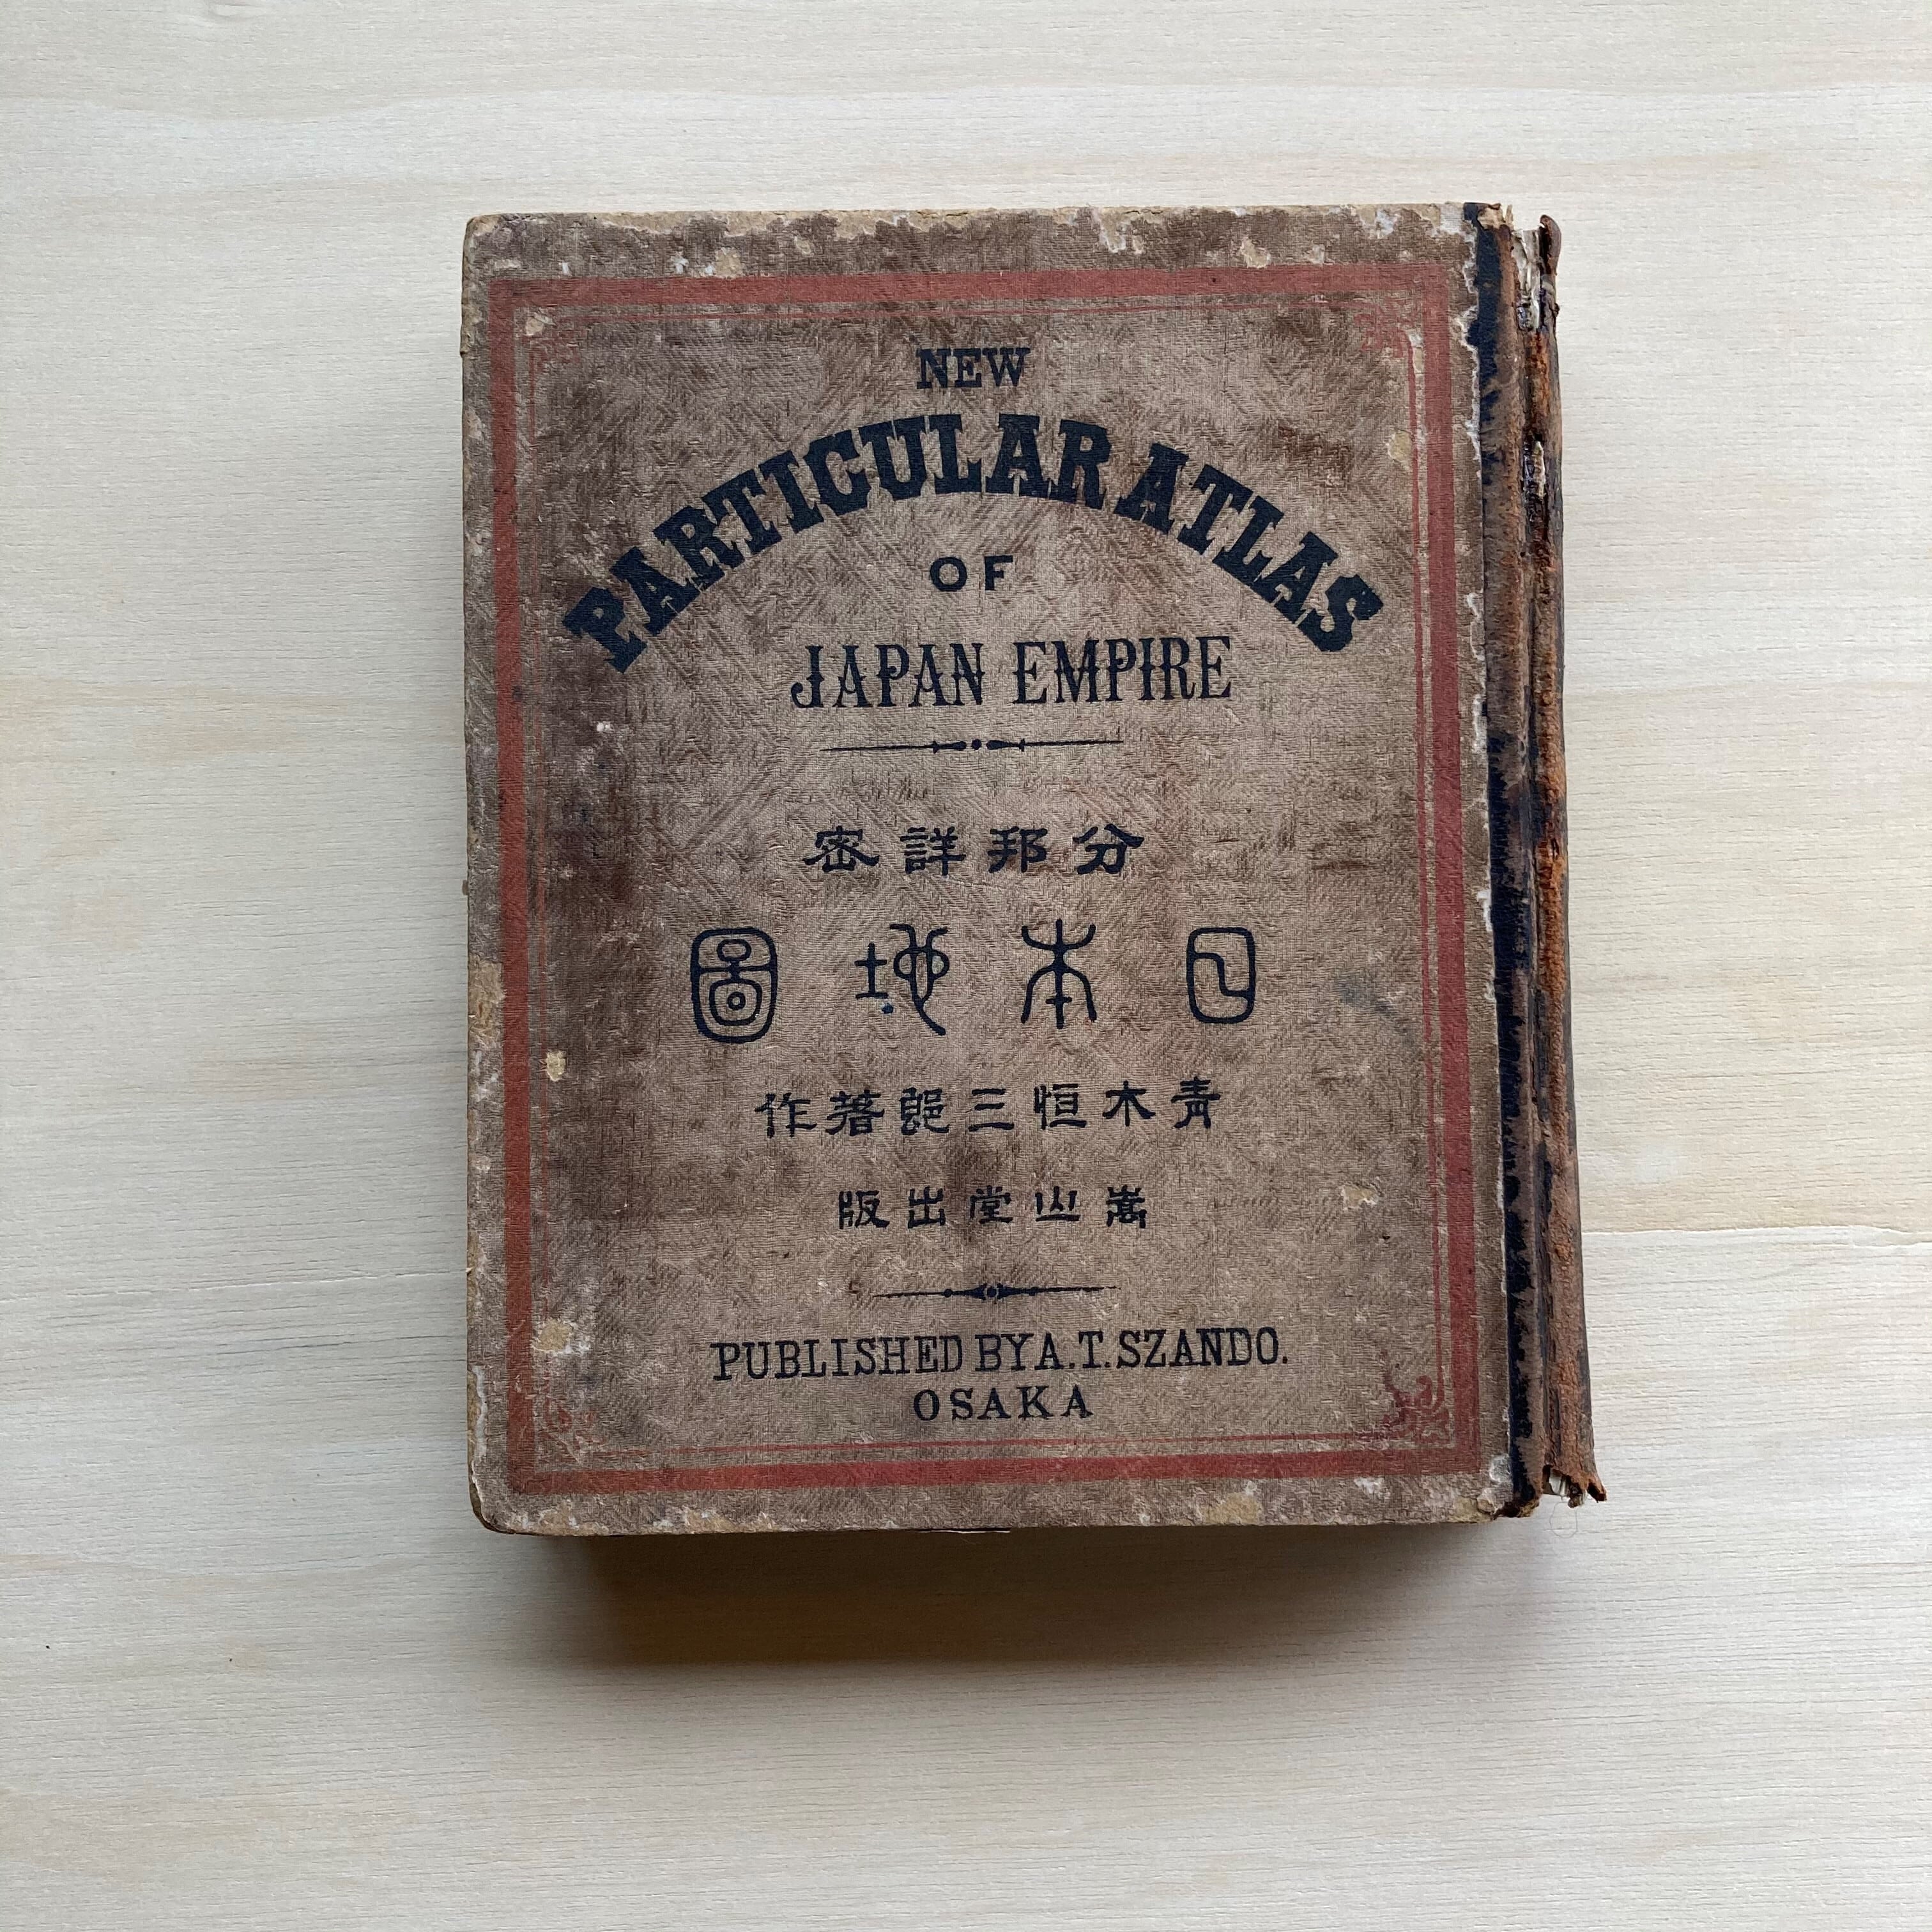 NEW
PARTICULAR ATLAS
OF
JAPAN EMPIRE
分邦詳密
日本地圖
青木恒三郎著作
嵩山堂出版
PUBLISHED BY A.T. SZANDO.
OSAKA